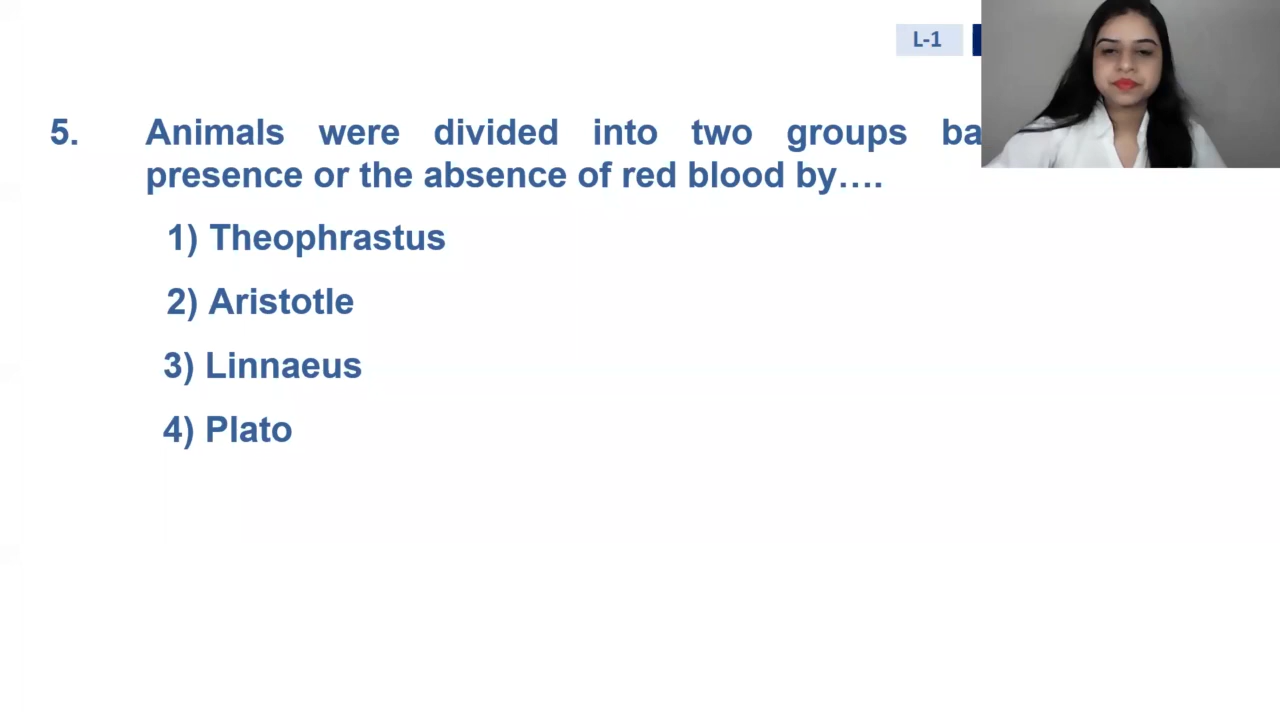 L-1
5. Animals were divided into two groups
presence or the absence of red blood by….
1) Theophrastus
2) Aristotle
3) Linnaeus
4) Plato